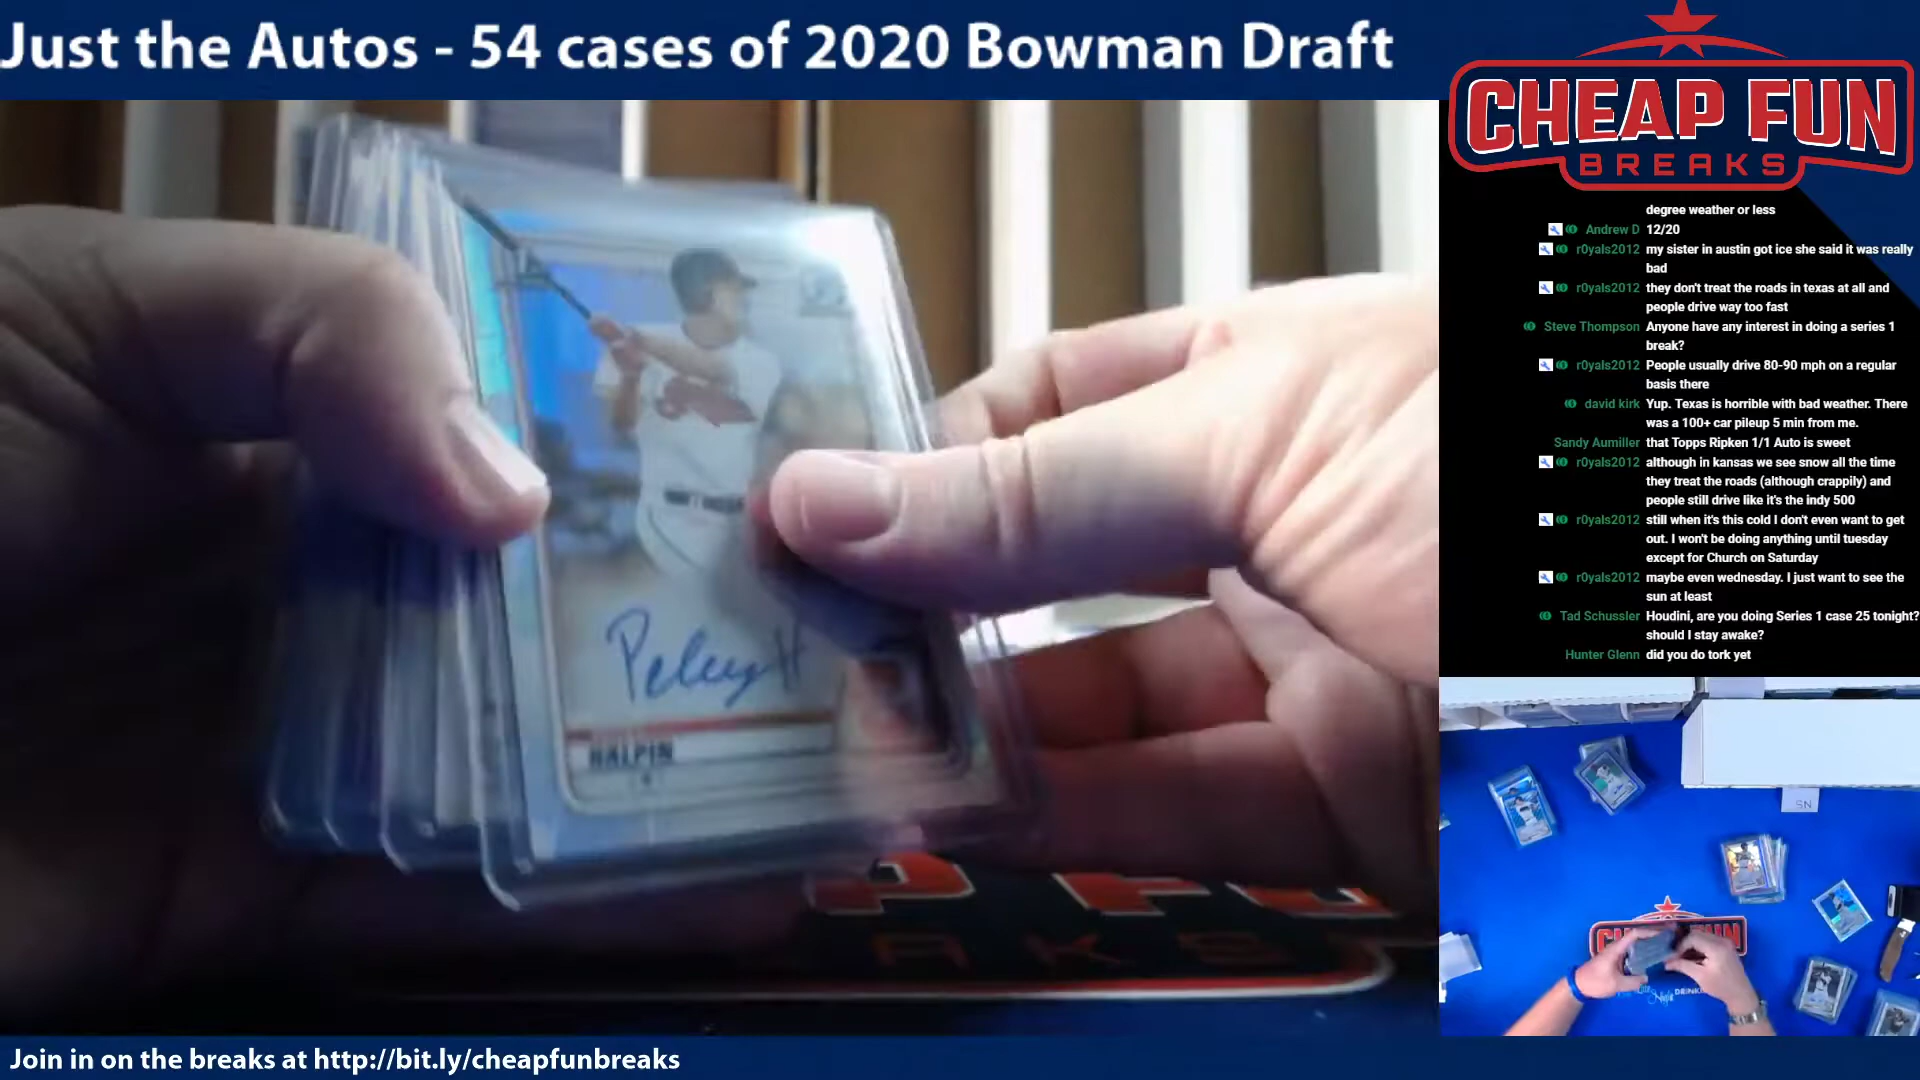 Just the Autos - 54 cases of 2020 Bowman Draft
CHEAP FUN
BREAKS
degree weather or less
Andrew D 12/20
r0yals2012 my sister in austin got ice she said it was really
bad
r0yals2012 they don't treat the roads in texas at all and
people drive way too fast
Steve Thompson Anyone have any interest in doing a series 1
break?
r0yals2012 People usually drive 80-90 mph on a regular
basis there
david kirk Yup. Texas is horrible with bad weather. There
was a 100+ car pileup 5 min from me.
Sandy Aumiller that Topps Ripken 1/1 Auto is sweet
r0yals2012 although in kansas we see snow all the time
they treat the roads (although crappily) and
people still drive like it's the indy 500
r0yals2012 still when it's this cold I don't even want to get
out. I won't be doing anything until tuesday
except for Church on Saturday
r0yals2012 maybe even wednesday. I just want to see the
sun at least
Tad Schussler Houdini, are you doing Series 1 case 25 tonight?
should I stay awake?
Hunter Glenn did you do tork yet
HALPIN
SN
Join in on the breaks at http://bit.ly/cheapfunbreaks